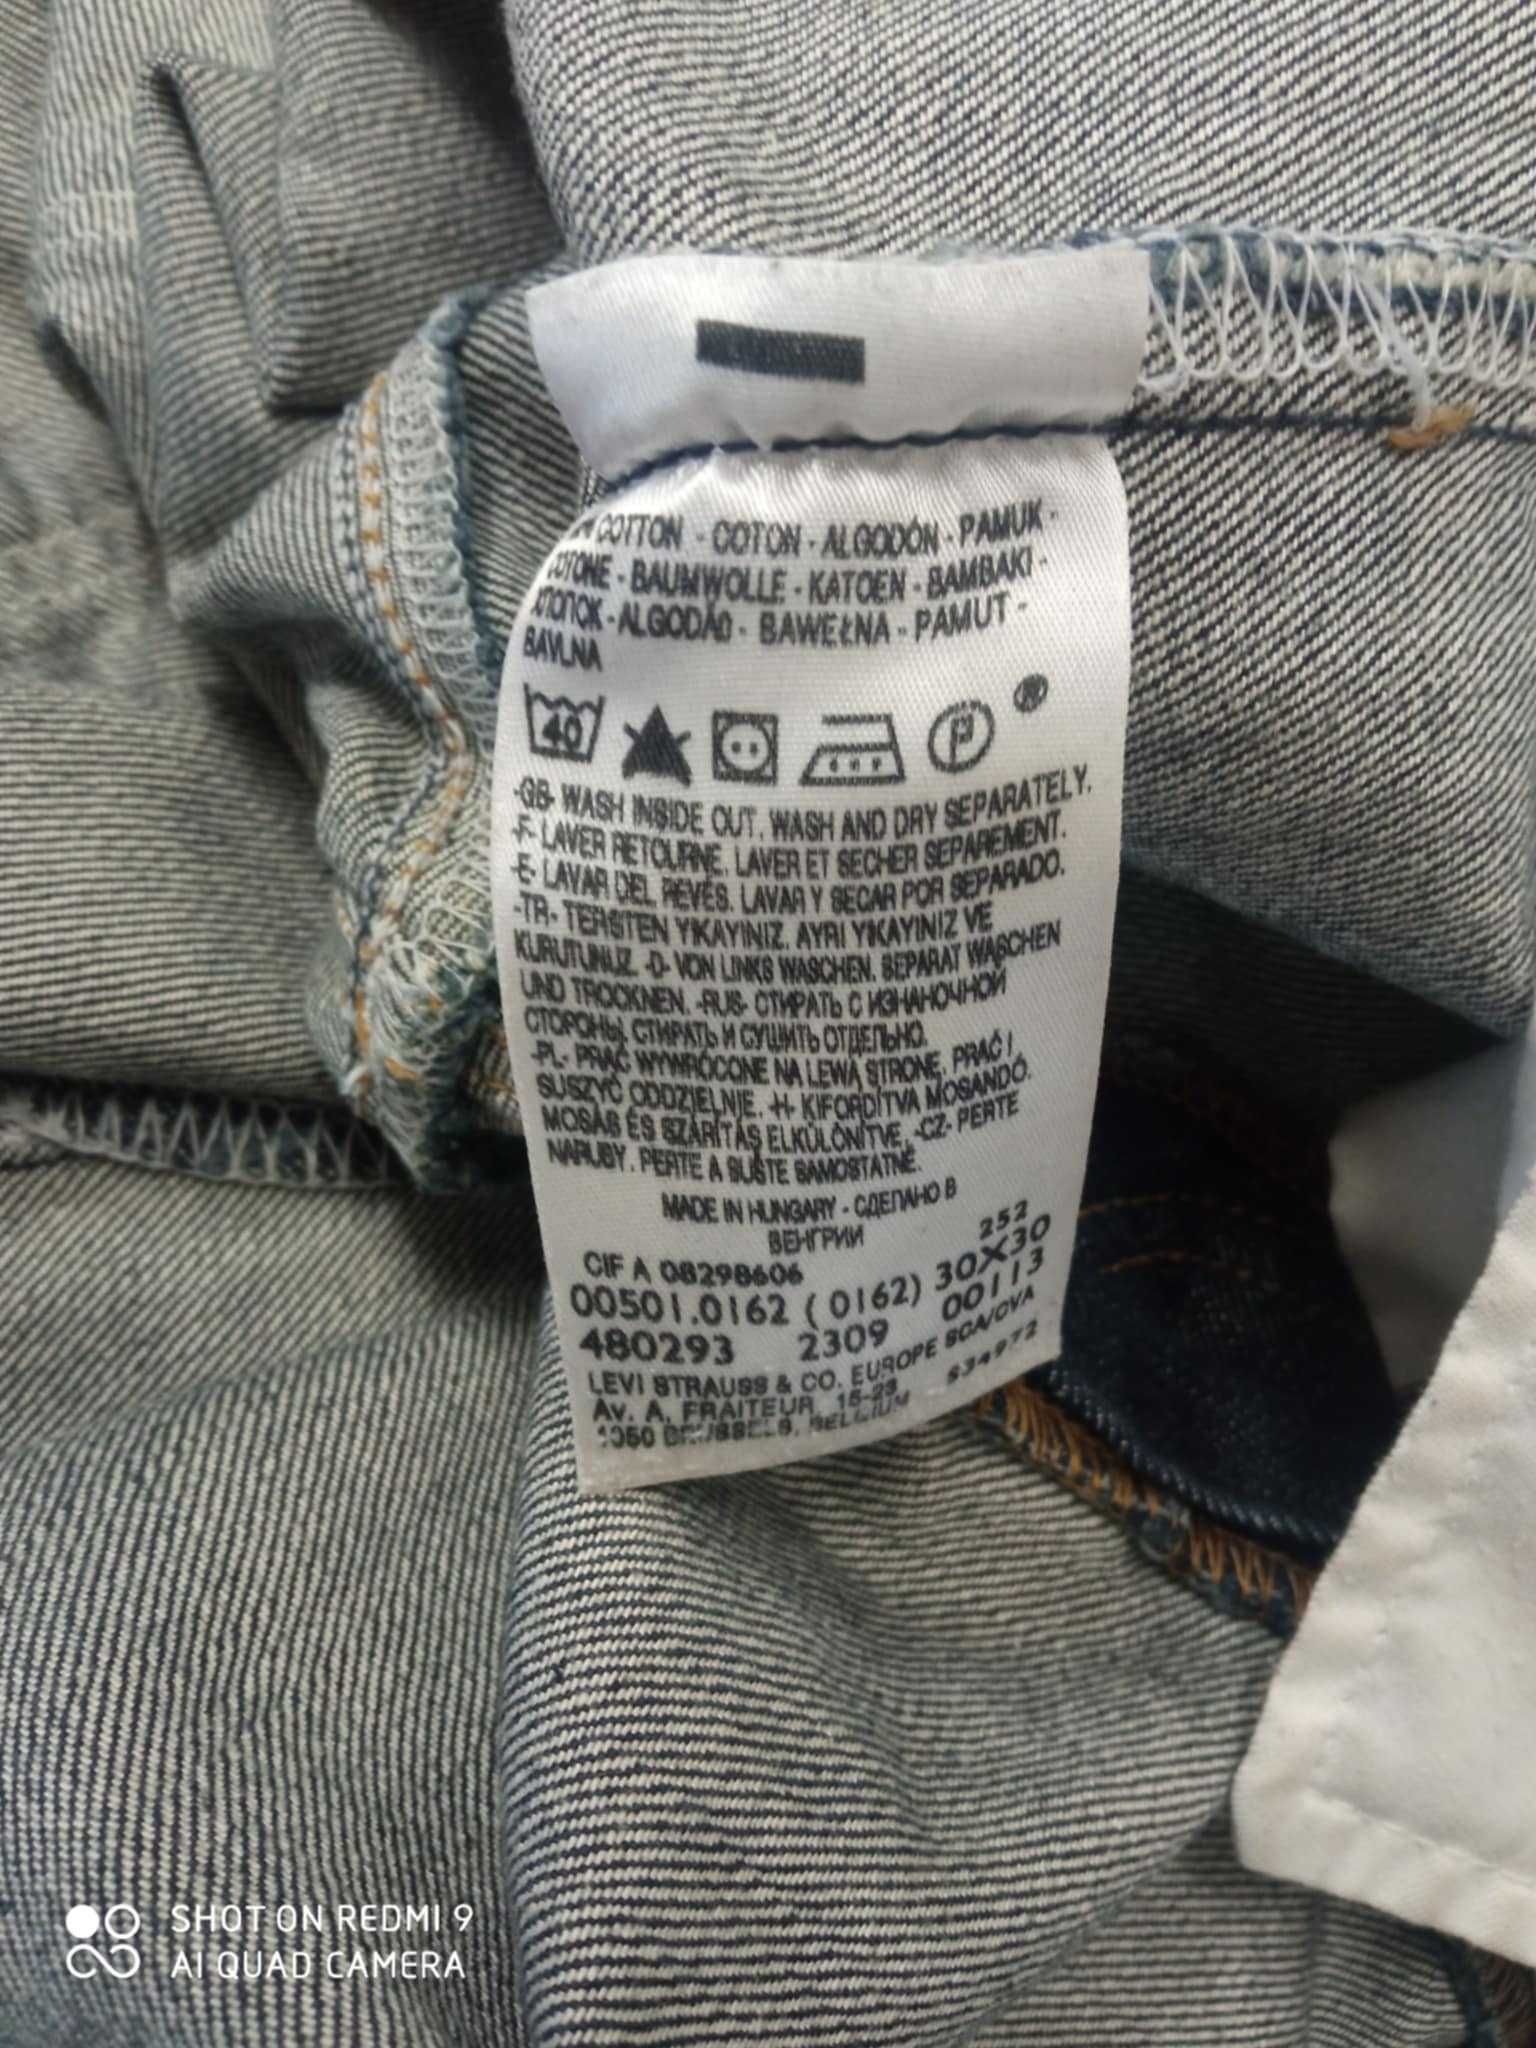 COTTON - COTON - ALGODÓN - PAMUK -
- BAUMWOLLE - KATOEN - BAMBAKI -
- ALGODÃO - BAWEŁNA - PAMUT -
BAVLNA
40
P
®
-GB- WASH INSIDE OUT. WASH AND DRY SEPARATELY.
-F- LAVER RETOURNE. LAVER ET SECHER SEPAREMENT.
-E- LAVAR DEL REVÉS. LAVAR Y SECAR POR SEPARADO.
-TR- TERSTEN YIKAYINIZ. AYRI YIKAYINIZ VE
KURUTUNUZ. -D- VON LINKS WASCHEN. SEPARAT WASCHEN
UND TROCKNEN. -RUS- СТИРАТЬ С ИЗНАНОЧНОЙ
СТОРОНЫ. СТИРАТЬ И СУШИТЬ ОТДЕЛЬНО.
-PL- PRAĆ WYWRÓCONE NA LEWĄ STRONĘ. PRAĆ I
SUSZYĆ ODDZIELNIE. -H- KIFORDÍTVA MOSANDÓ.
MOSÁS ÉS SZÁRÍTÁS ELKÜLÖNÍTVE. -CZ- PERTE
NARUBY. PERTE A SUŠTE SAMOSTATNĚ.
MADE IN HUNGARY - СДЕЛАНО В
ВЕНГРИИ
252
CIF A 08298606
00501.0162 (0162) 30X30
480293 2309 00113
LEVI STRAUSS & CO. EUROPE SCA/CVA
AV. A. FRAITEUR, 15-23 534972
1050 BRUSSELS, BELGIUM
SHOT ON REDMI 9
AI QUAD CAMERA